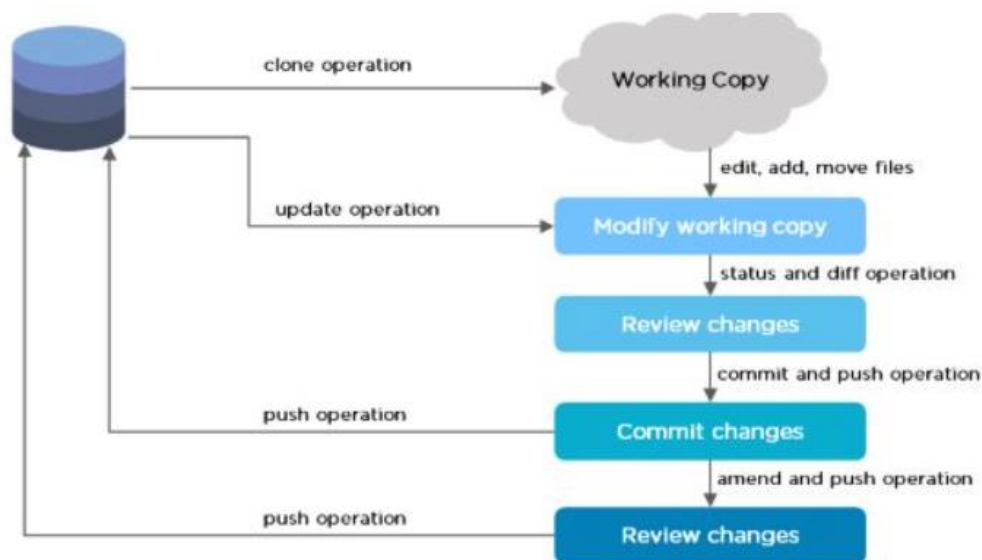 clone operation
Working Copy
edit, add, move files
update operation
Modify working copy
status and diff operation
Review changes
commit and push operation
push operation
Commit changes
amend and push operation
push operation
Review changes